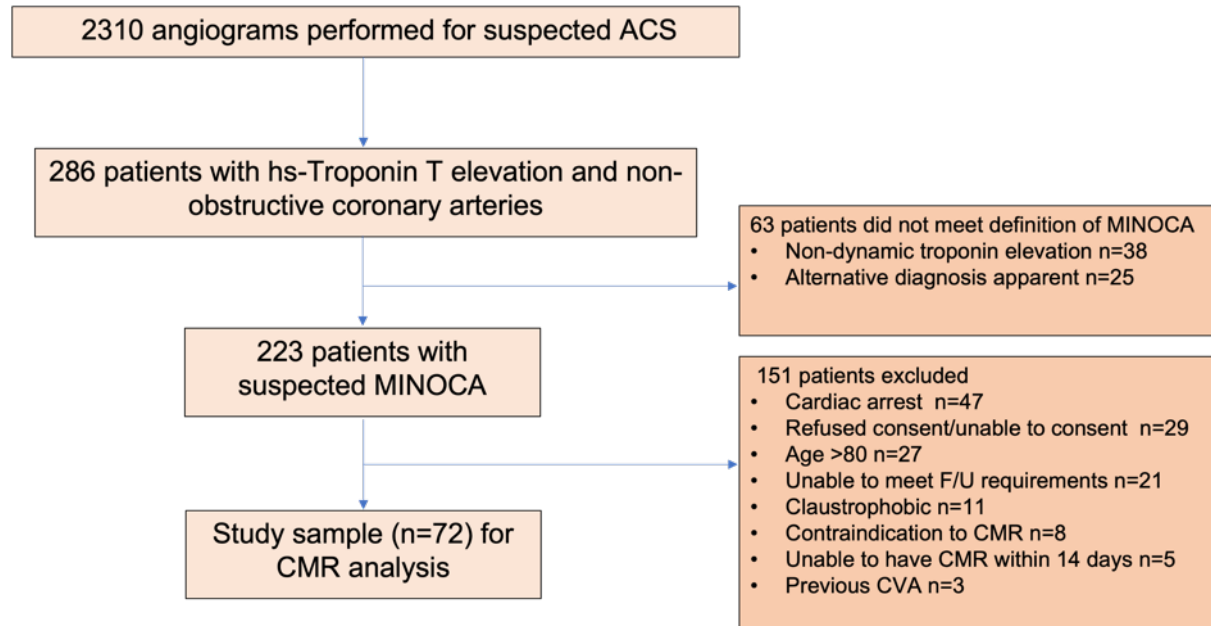 2310 angiograms performed for suspected ACS
286 patients with hs-Troponin T elevation and non-
obstructive coronary arteries
63 patients did not meet definition of MINOCA
• Non-dynamic troponin elevation n=38
• Alternative diagnosis apparent n=25
223 patients with
suspected MINOCA
151 patients excluded
• Cardiac arrest n=47
• Refused consent/unable to consent n=29
• Age >80 n=27
• Unable to meet F/U requirements n=21
• Claustrophobic n=11
• Contraindication to CMR n=8
• Unable to have CMR within 14 days n=5
• Previous CVA n=3
Study sample (n=72) for
CMR analysis